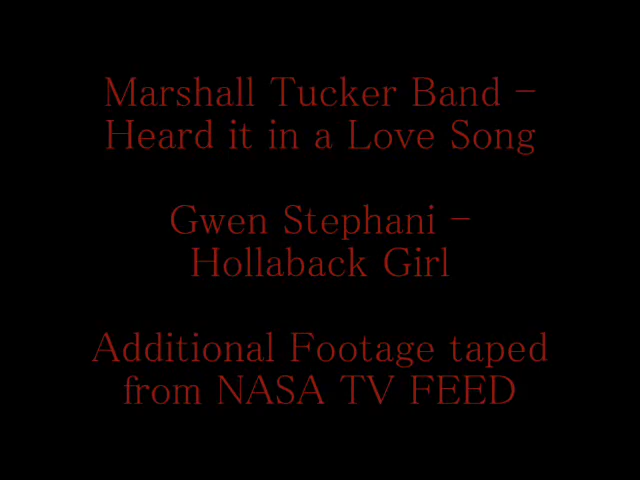 Marshall Tucker Band -
Heard it in a Love Song
Gwen Stephani -
Hollaback Girl
Additional Footage taped
from NASA TV FEED